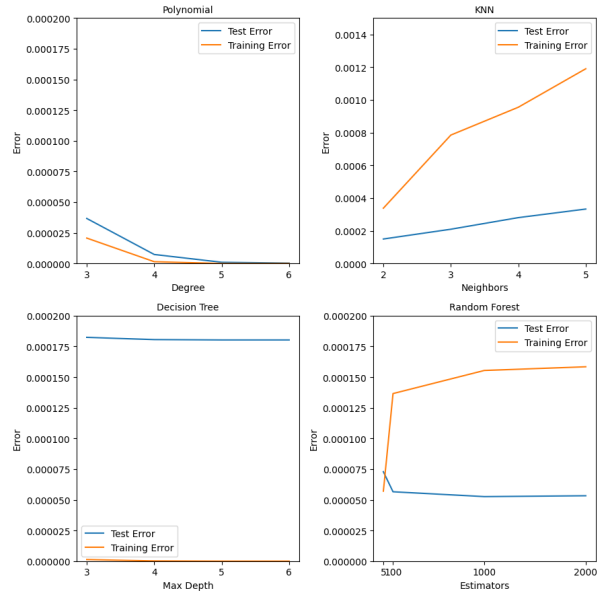 Polynomial
0.000200
0.000175
0.000150
0.000125
0.000100
0.000075
0.000050
0.000025
0.000000
Error
Test Error
Training Error
3 4 5 6
Degree
KNN
0.0014
0.0012
0.0010
0.0008
0.0006
0.0004
0.0002
0.0000
Error
Test Error
Training Error
2 3 4 5
Neighbors
Decision Tree
0.000200
0.000175
0.000150
0.000125
0.000100
0.000075
0.000050
0.000025
0.000000
Error
Test Error
Training Error
3 4 5 6
Max Depth
Random Forest
0.000200
0.000175
0.000150
0.000125
0.000100
0.000075
0.000050
0.000025
0.000000
Error
Test Error
Training Error
5 100 1000 2000
Estimators